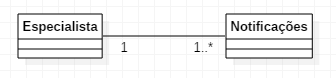 Especialista
Notificações
1
1..*